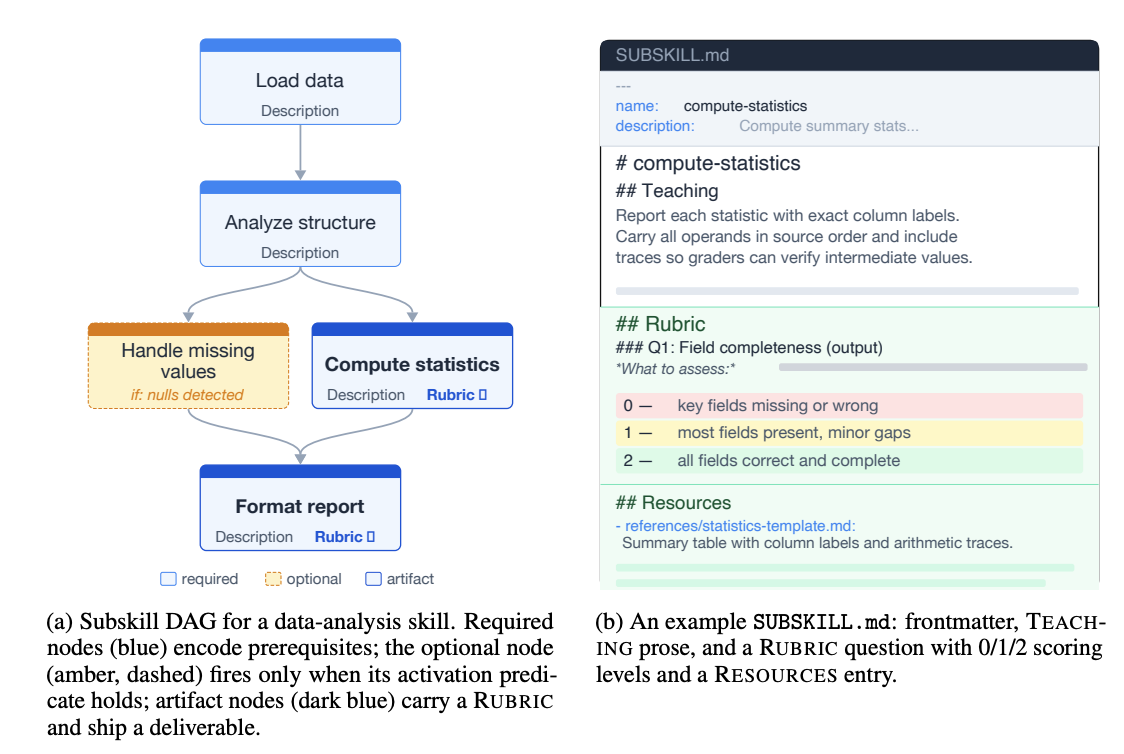 Load data
Description
Analyze structure
Description
Handle missing
values
if: nulls detected
Compute statistics
Description Rubric
Format report
Description Rubric
required optional artifact
(a) Subskill DAG for a data-analysis skill. Required
nodes (blue) encode prerequisites; the optional node
(amber, dashed) fires only when its activation predi-
cate holds; artifact nodes (dark blue) carry a RUBRIC
and ship a deliverable.
SUBSKILL.md
---
name: compute-statistics
description: Compute summary stats...
# compute-statistics
## Teaching
Report each statistic with exact column labels.
Carry all operands in source order and include
traces so graders can verify intermediate values.
## Rubric
### Q1: Field completeness (output)
*What to assess:*
0 — key fields missing or wrong
1 — most fields present, minor gaps
2 — all fields correct and complete
## Resources
- references/statistics-template.md:
Summary table with column labels and arithmetic traces.
(b) An example SUBSKILL.md: frontmatter, TEACH-
ING prose, and a RUBRIC question with 0/1/2 scoring
levels and a RESOURCES entry.